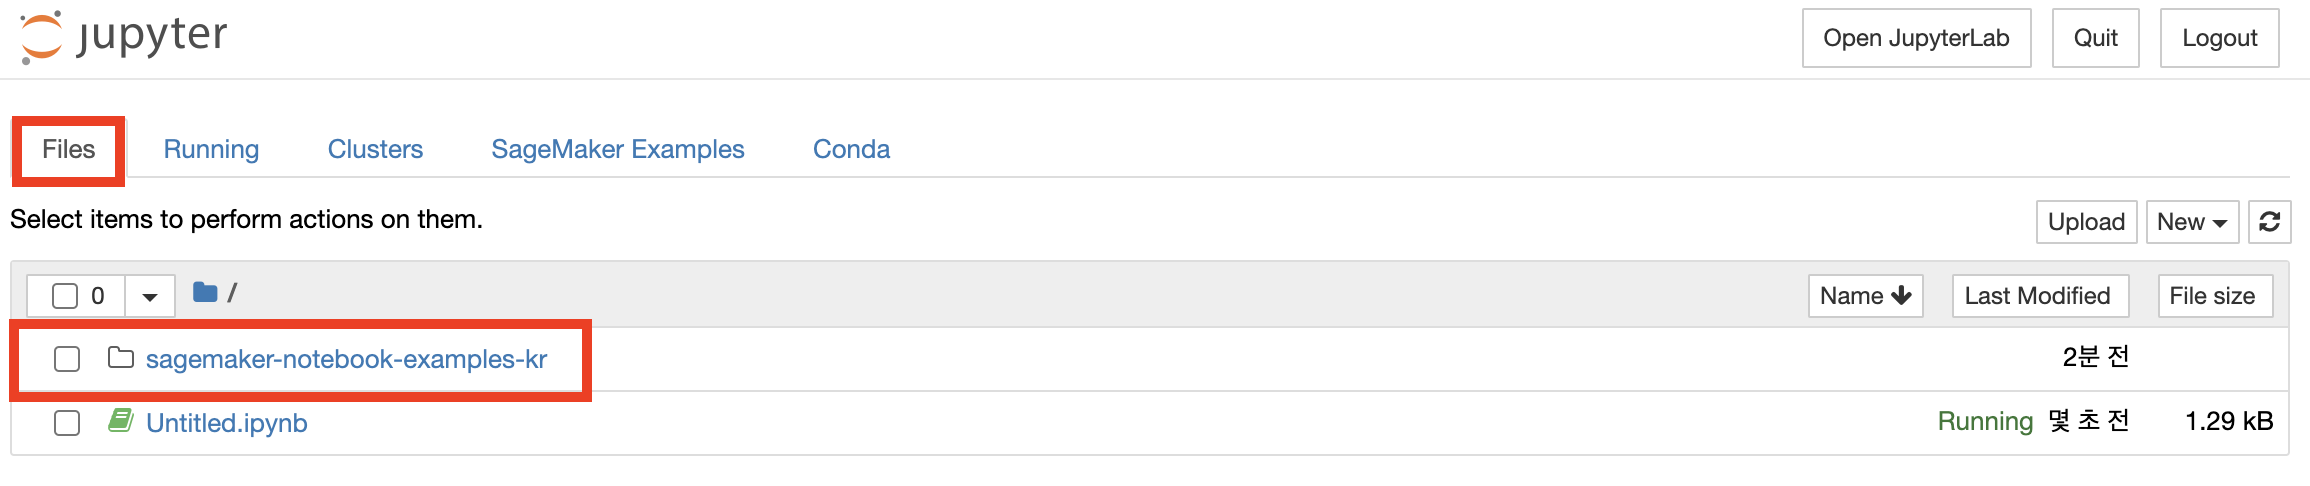 jupyter Open JupyterLab Quit Logout
Files Running Clusters SageMaker Examples Conda
Select items to perform actions on them. Upload New
0 / Name Last Modified File size
sagemaker-notebook-examples-kr 2분 전
Untitled.ipynb Running 몇 초 전 1.29 kB